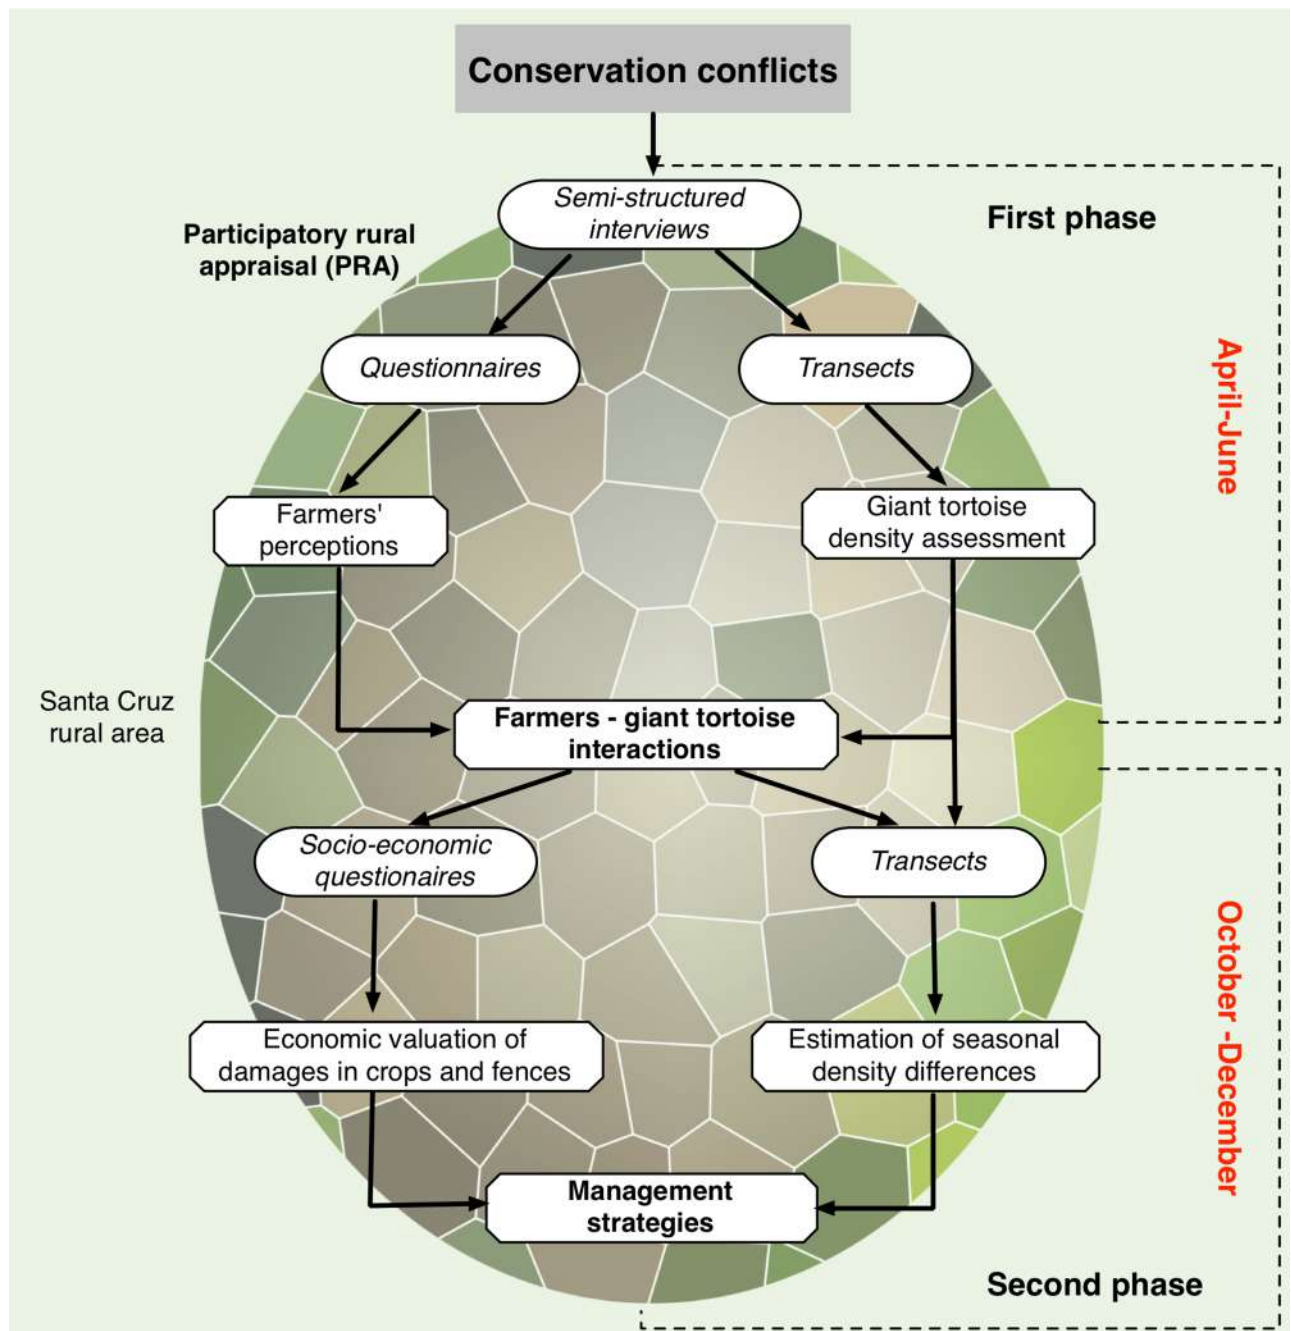 Conservation conflicts
Semi-structured
interviews
First phase
Participatory rural
appraisal (PRA)
Questionnaires
Transects
April-June
Farmers'
perceptions
Giant tortoise
density assessment
Santa Cruz
rural area
Farmers - giant tortoise
interactions
Socio-economic
questionaires
Transects
October -December
Economic valuation of
damages in crops and fences
Estimation of seasonal
density differences
Management
strategies
Second phase